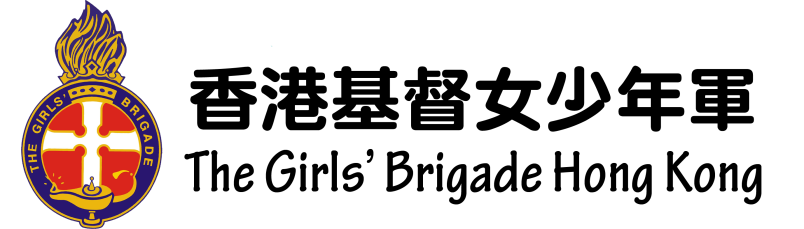 THE GIRLS' BRIGADE
香港基督女少年軍
The Girls' Brigade Hong Kong